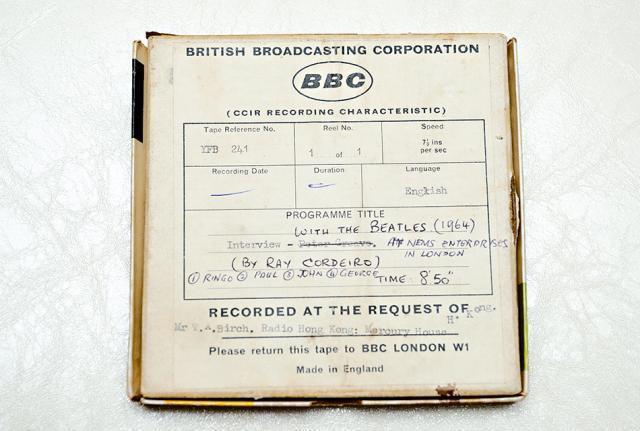 BRITISH BROADCASTING CORPORATION
BBC
(CCIR RECORDING CHARACTERISTIC)
Tape Reference No. Reel No. Speed
YFB 241 1 of 1 7½ ins per sec
Recording Date Duration Language
English
PROGRAMME TITLE
WITH THE BEATLES (1964)
Interview - Peter Greave. AT NEMS ENTERPRISES
IN LONDON
(BY RAY CORDEIRO)
① RINGO ② PAUL ③ JOHN ④ GEORGE TIME 8'50"
RECORDED AT THE REQUEST OF
H. Kong.
Mr T.A.Birch. Radio Hong Kong: Mercury House
Please return this tape to BBC LONDON W1
Made in England